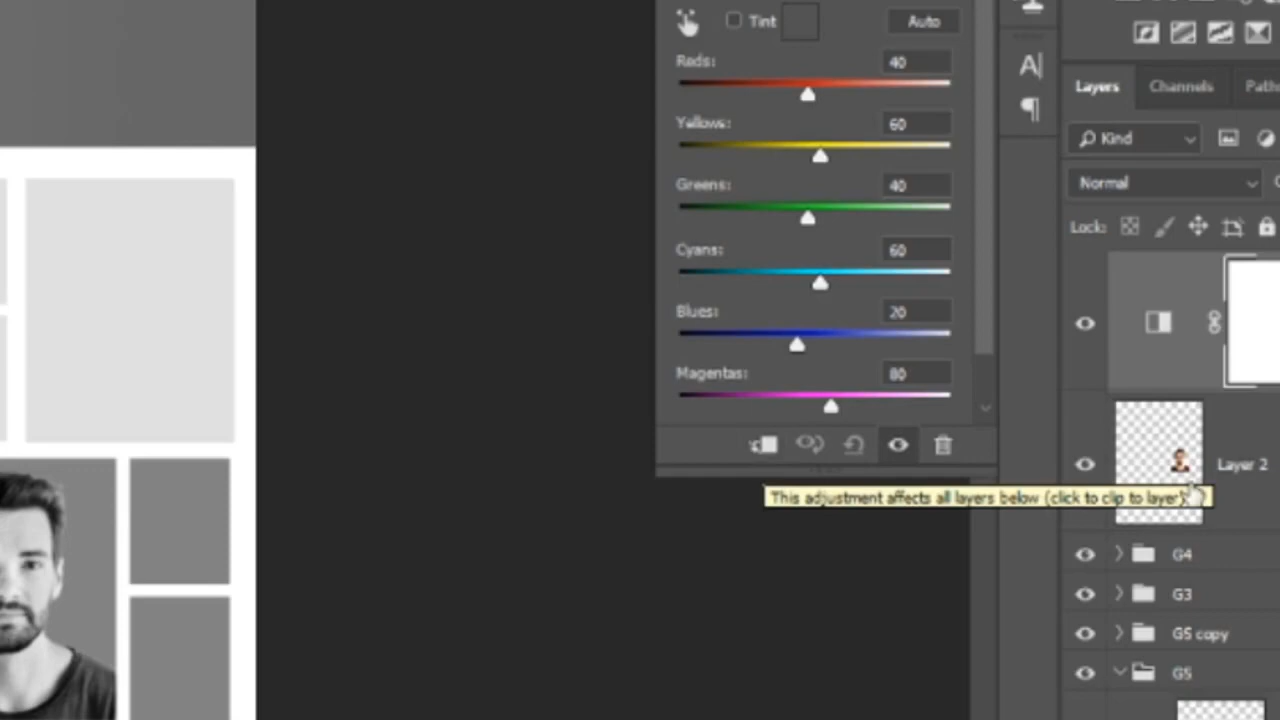 Tint
Auto
Reds:
40
Yellows:
60
Greens:
40
Cyans:
60
Blues:
20
Magentas:
80
This adjustment affects all layers below (click to clip to layer)
A|
¶
Layers
Channels
Paths
Kind
Normal
Lock:
Layer 2
G4
G3
G5 copy
G5